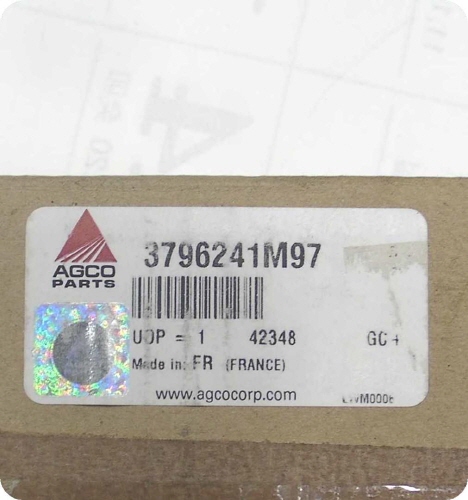 AGCO
PARTS
3796241M97
UOP = 1 42348 GC +
Made in: FR (FRANCE)
www.agcocorp.com